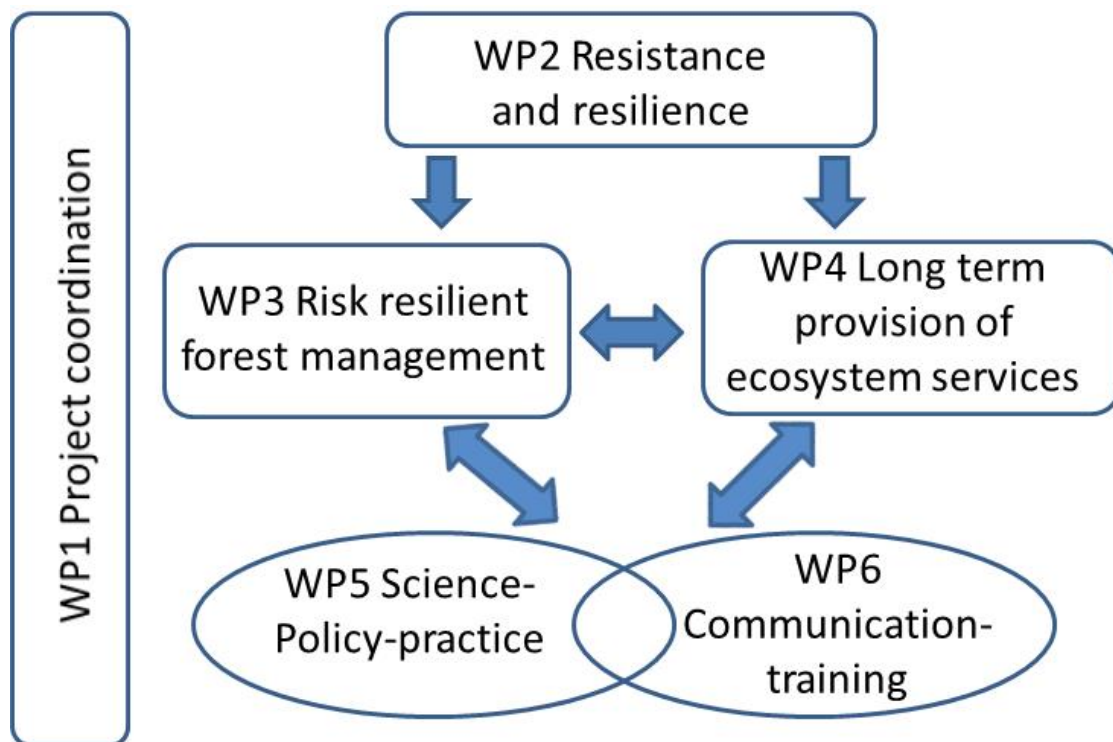 WP1 Project coordination
WP2 Resistance
and resilience
WP3 Risk resilient
forest management
WP4 Long term
provision of
ecosystem services
WP5 Science-
Policy-practice
WP6
Communication-
training